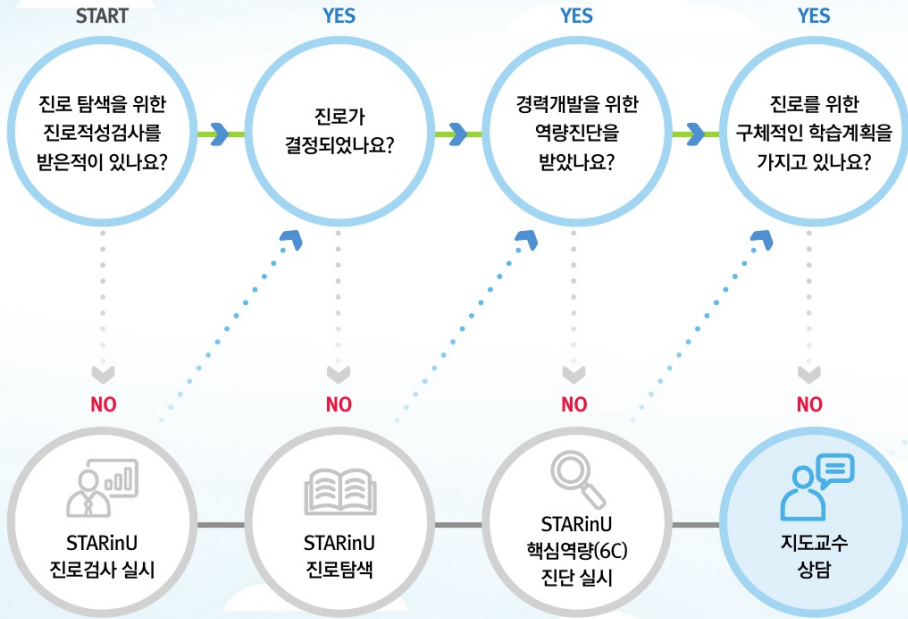 START
YES
YES
YES
진로 탐색을 위한
진로적성검사를
받은적이 있나요?
진로가
결정되었나요?
경력개발을 위한
역량진단을
받았나요?
진로를 위한
구체적인 학습계획을
가지고 있나요?
NO
NO
NO
NO
STARinU
진로검사 실시
STARinU
진로탐색
STARinU
핵심역량(6C)
진단 실시
지도교수
상담